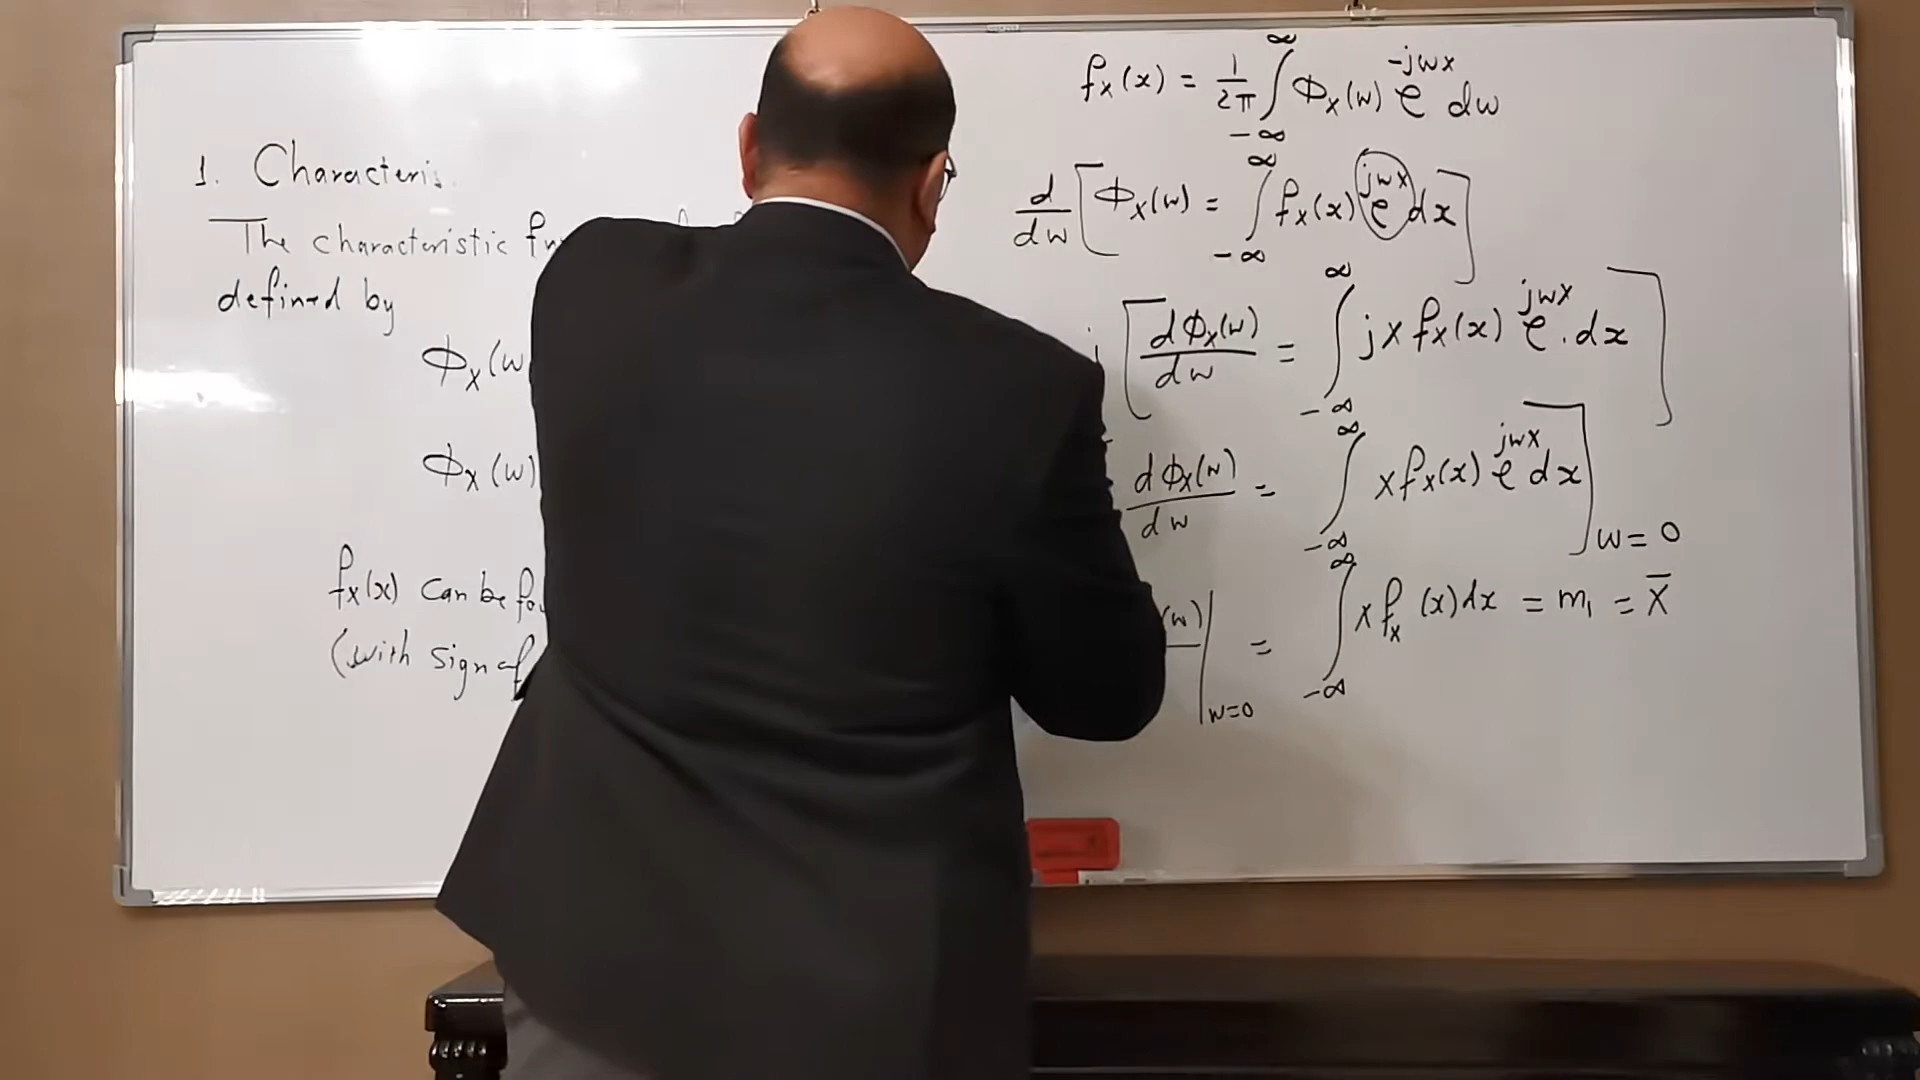 1. Characteris
The characteristic
defined by
Φx(w
Φx(w)
fx(x) can be
(with sign of
fx(x) = 1/2π ∫_{-∞}^{∞} Φx(w) e^{-jwx} dw
d/dw [Φx(w) = ∫_{-∞}^{∞} fx(x) e^{jwx} dx]
[dΦx(w)/dw = ∫_{-∞}^{∞} jx fx(x) e^{jwx} . dx]
dΦx(w)/dw = ∫_{-∞}^{∞} x fx(x) e^{jwx} dx]_{w=0}
(w)|_{w=0} = ∫_{-∞}^{∞} x fx(x) dx = m₁ = X̄